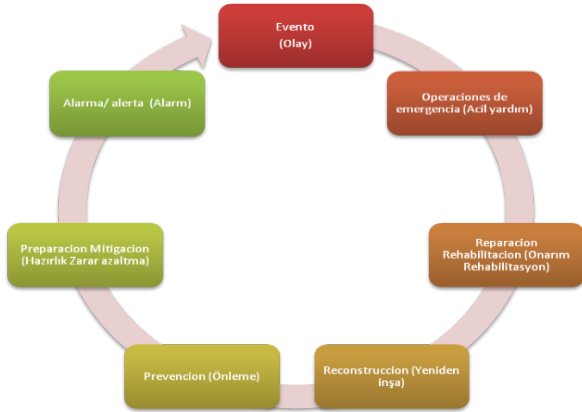 Evento
(Olay)
Operaciones de
emergencia (Acil yardım)
Reparacion
Rehabilitacion (Onarım
Rehabilitasyon)
Reconstruccion (Yeniden
inşa)
Prevencion (Önleme)
Preparacion Mitigacion
(Hazırlık Zarar azaltma)
Alarma/ alerta (Alarm)